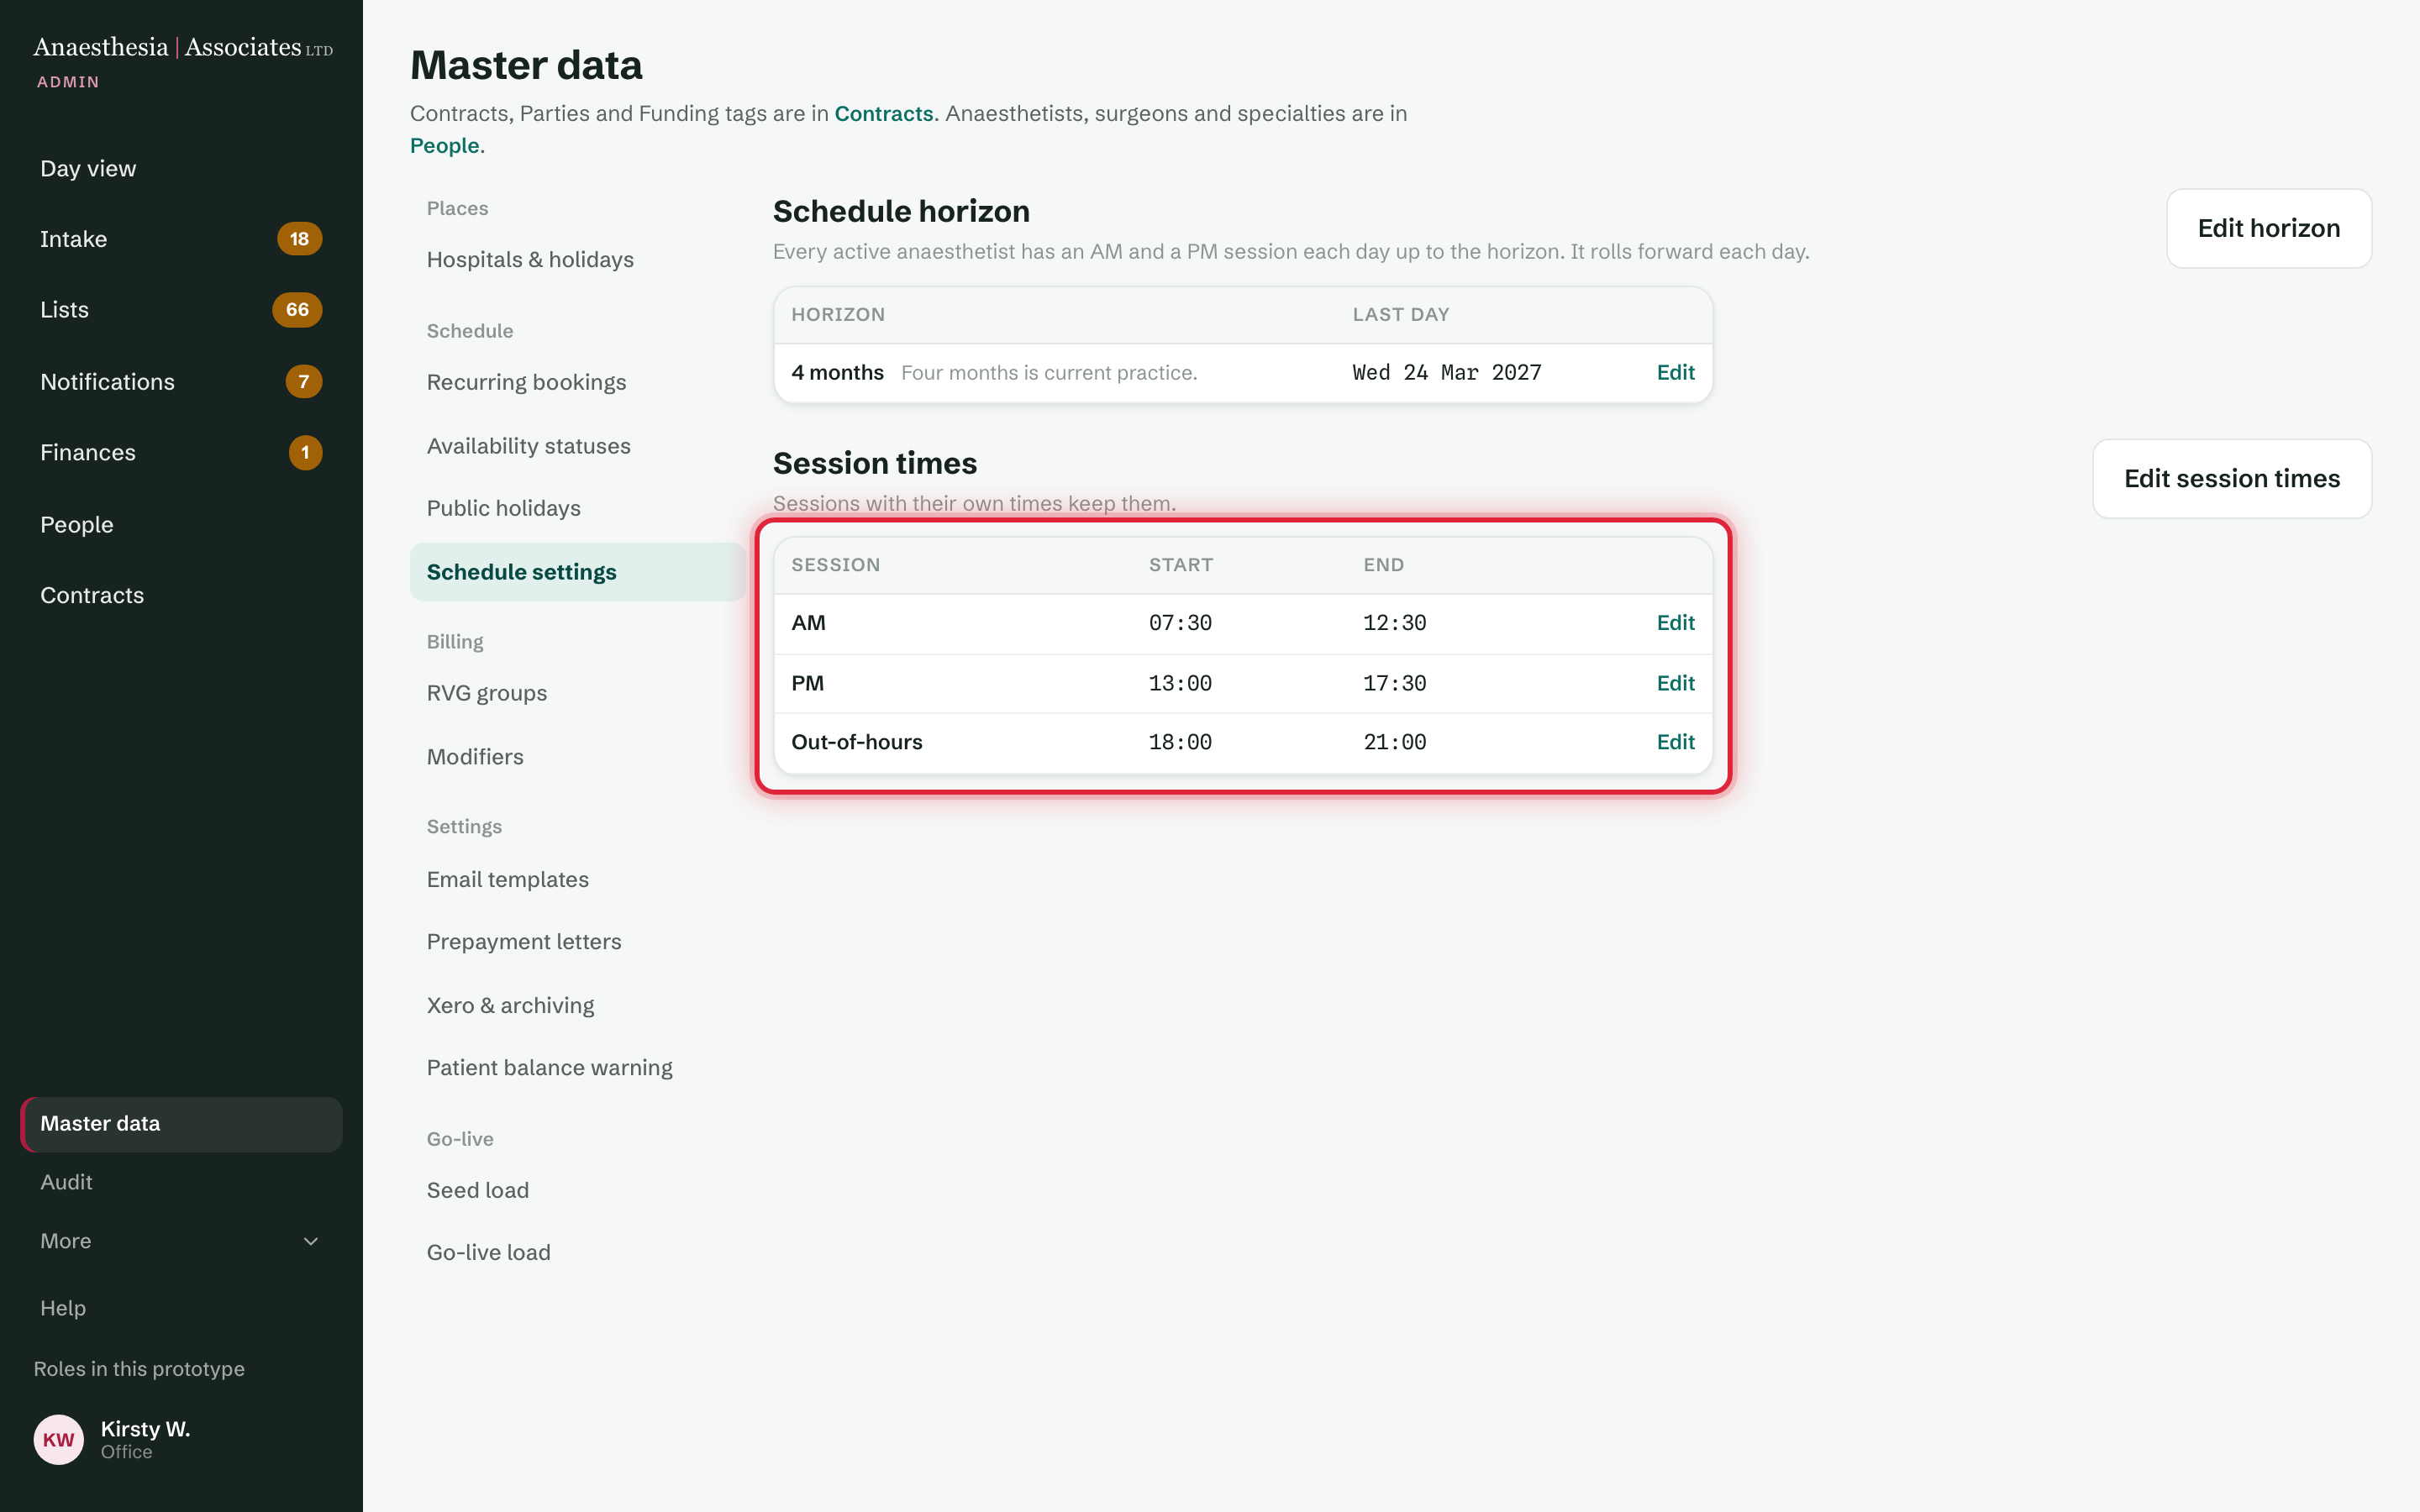 Anaesthesia | Associates LTD
ADMIN
Day view
Intake 18
Lists 66
Notifications 7
Finances 1
People
Contracts
Master data
Audit
More
Help
Roles in this prototype
KW
Kirsty W.
Office
Master data
Contracts, Parties and Funding tags are in Contracts. Anaesthetists, surgeons and specialties are in
People.
Places
Hospitals & holidays
Schedule
Recurring bookings
Availability statuses
Public holidays
Schedule settings
Billing
RVG groups
Modifiers
Settings
Email templates
Prepayment letters
Xero & archiving
Patient balance warning
Go-live
Seed load
Go-live load
Schedule horizon
Every active anaesthetist has an AM and a PM session each day up to the horizon. It rolls forward each day.
Edit horizon
HORIZON LAST DAY
4 months Four months is current practice. Wed 24 Mar 2027 Edit
Session times
Sessions with their own times keep them.
Edit session times
SESSION START END
AM 07:30 12:30 Edit
PM 13:00 17:30 Edit
Out-of-hours 18:00 21:00 Edit